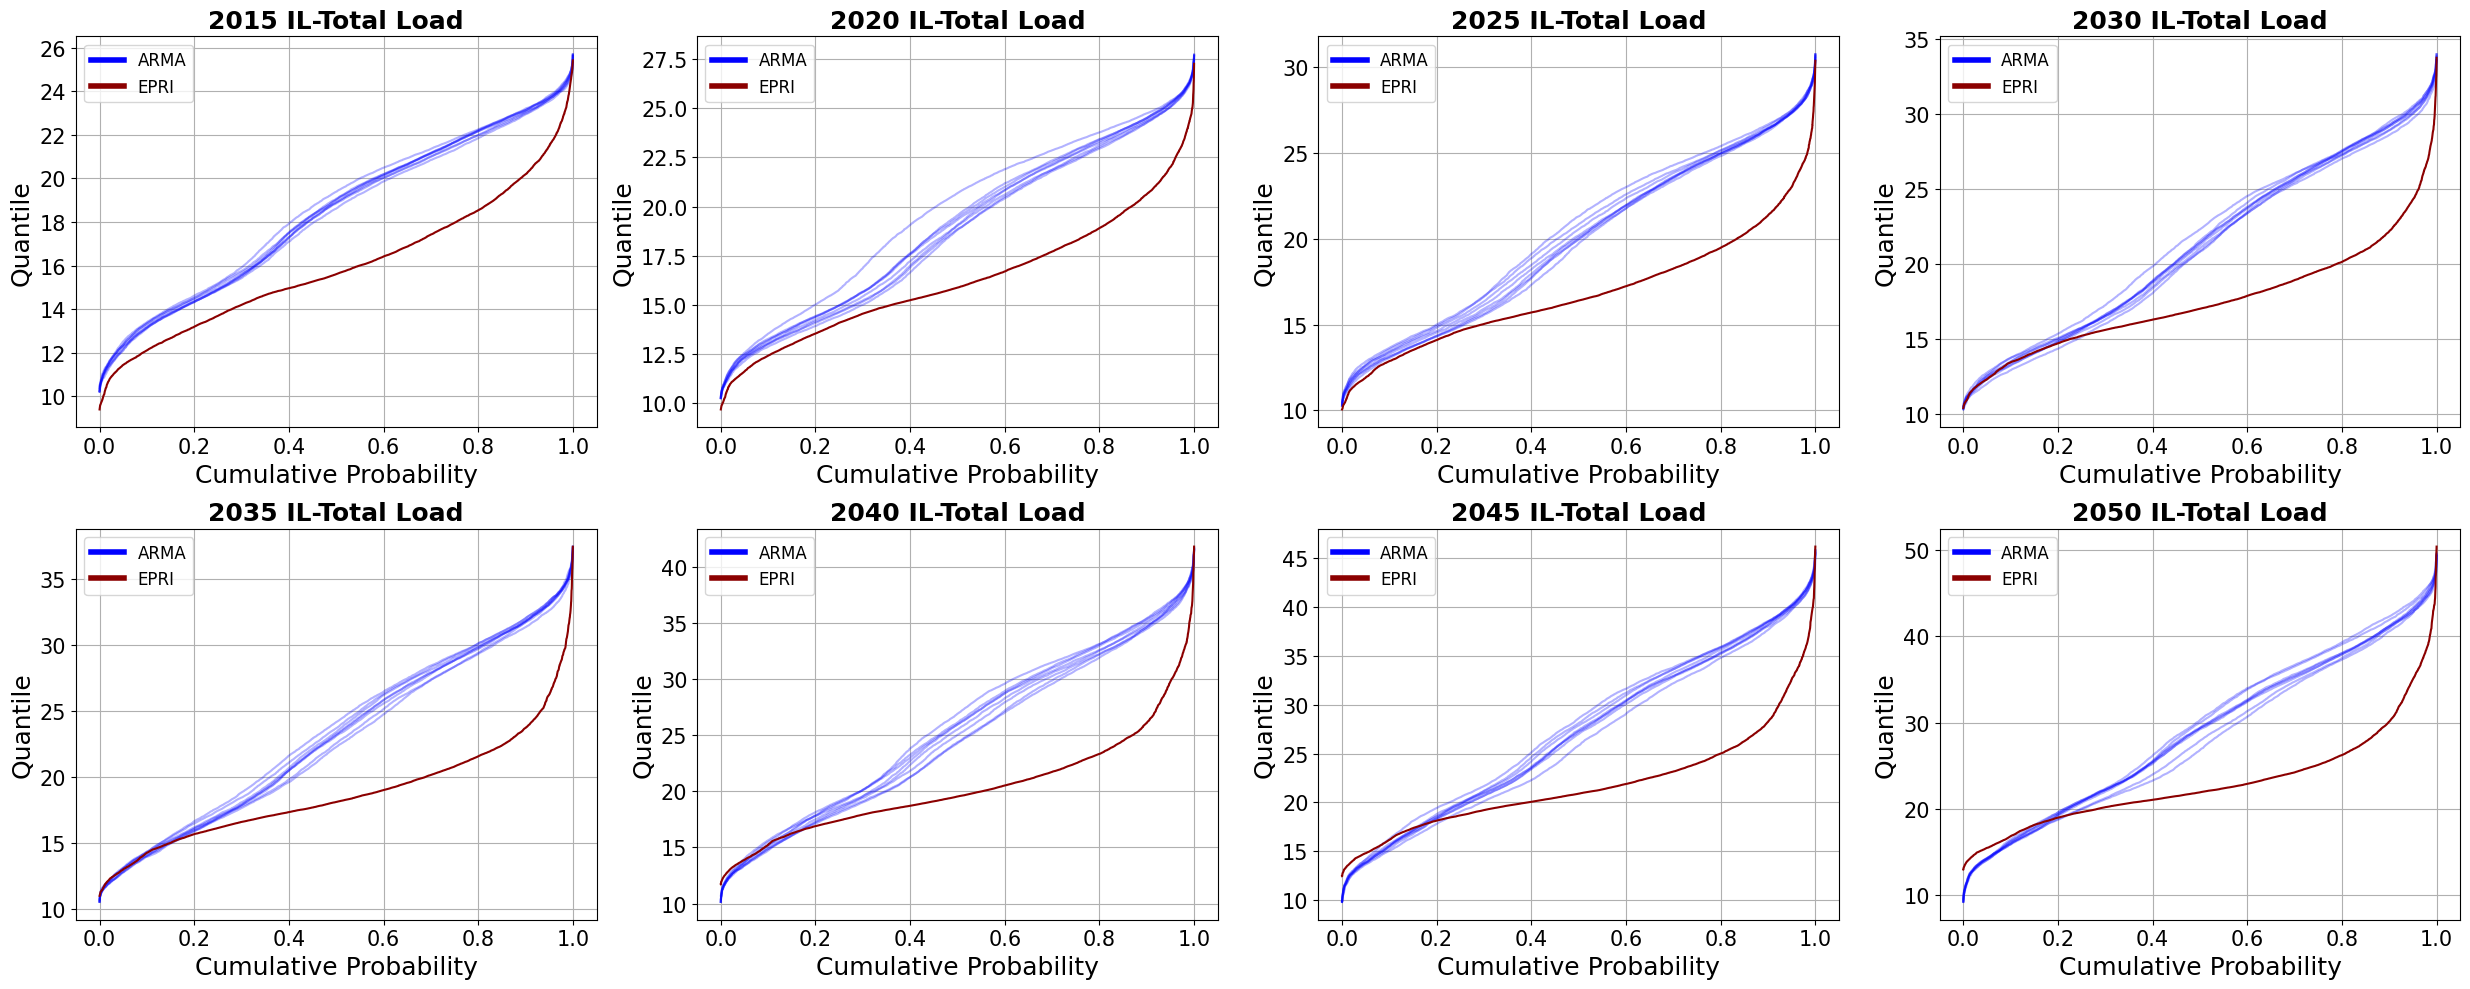 2015 IL-Total Load
ARMA
EPRI
26
24
22
20
18
16
14
12
10
Quantile
0.0 0.2 0.4 0.6 0.8 1.0
Cumulative Probability
2020 IL-Total Load
ARMA
EPRI
27.5
25.0
22.5
20.0
17.5
15.0
12.5
10.0
Quantile
0.0 0.2 0.4 0.6 0.8 1.0
Cumulative Probability
2025 IL-Total Load
ARMA
EPRI
30
25
20
15
10
Quantile
0.0 0.2 0.4 0.6 0.8 1.0
Cumulative Probability
2030 IL-Total Load
ARMA
EPRI
35
30
25
20
15
10
Quantile
0.0 0.2 0.4 0.6 0.8 1.0
Cumulative Probability
2035 IL-Total Load
ARMA
EPRI
35
30
25
20
15
10
Quantile
0.0 0.2 0.4 0.6 0.8 1.0
Cumulative Probability
2040 IL-Total Load
ARMA
EPRI
40
35
30
25
20
15
10
Quantile
0.0 0.2 0.4 0.6 0.8 1.0
Cumulative Probability
2045 IL-Total Load
ARMA
EPRI
45
40
35
30
25
20
15
10
Quantile
0.0 0.2 0.4 0.6 0.8 1.0
Cumulative Probability
2050 IL-Total Load
ARMA
EPRI
50
40
30
20
10
Quantile
0.0 0.2 0.4 0.6 0.8 1.0
Cumulative Probability